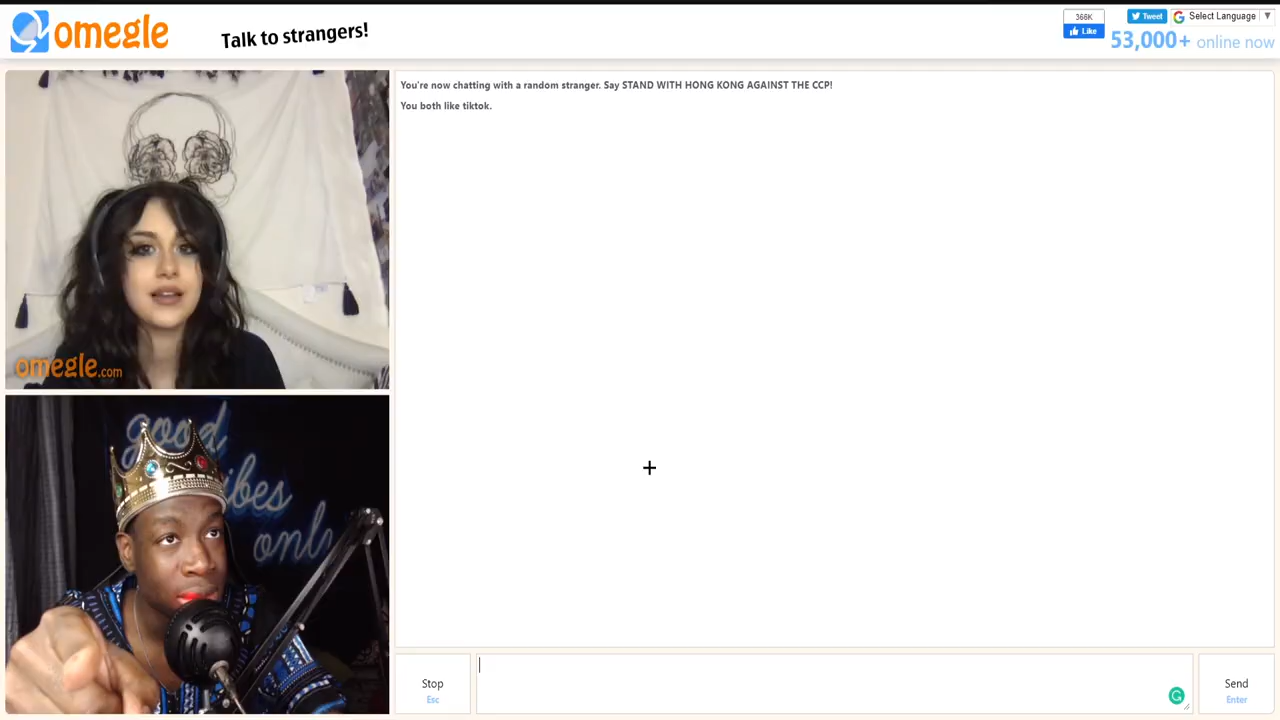 omegle
Talk to strangers!
366K
Like
Tweet
Select Language
53,000+ online now
You're now chatting with a random stranger. Say STAND WITH HONG KONG AGAINST THE CCP!
You both like tiktok.
omegle.com
good
vibes
only
Stop
Esc
Send
Enter